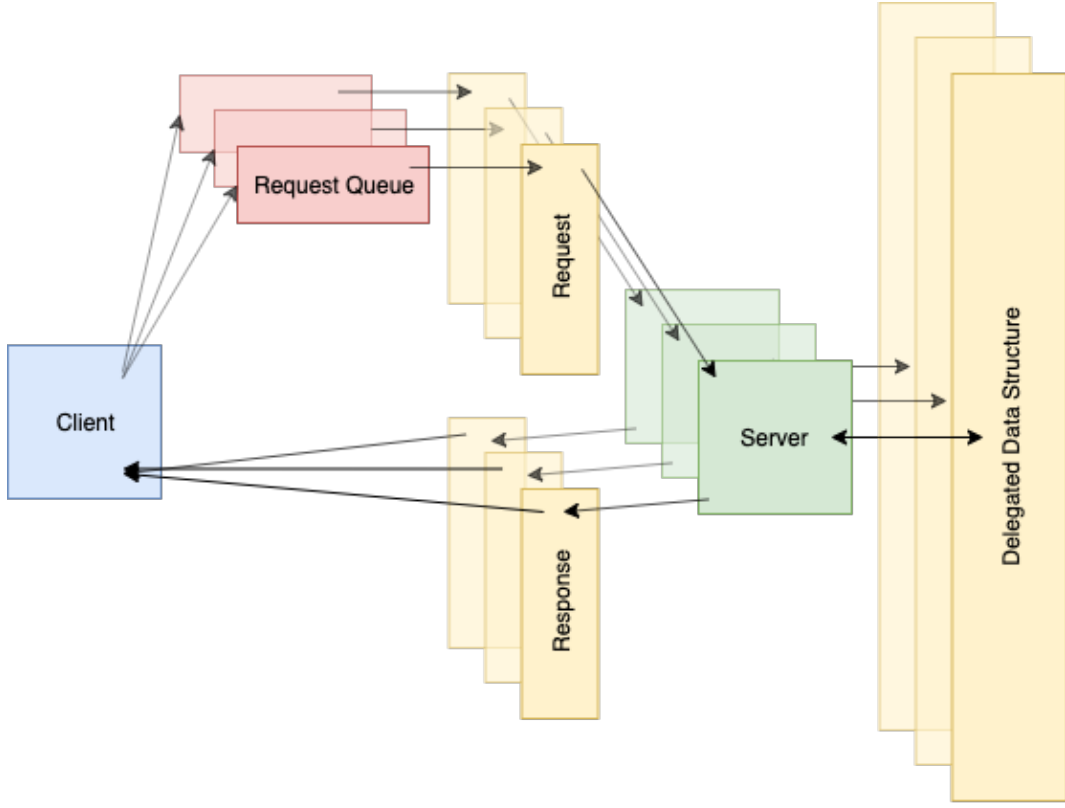 Request Queue
Request
Client
Server
Delegated Data Structure
Response